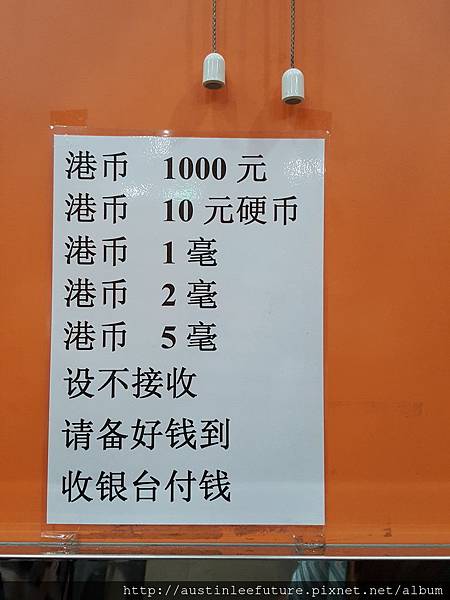 港币 1000 元
港币 10 元硬币
港币 1 毫
港币 2 毫
港币 5 毫
设不接收
请备好钱到
收银台付钱
http://austinleefuture.pixnet.net/album